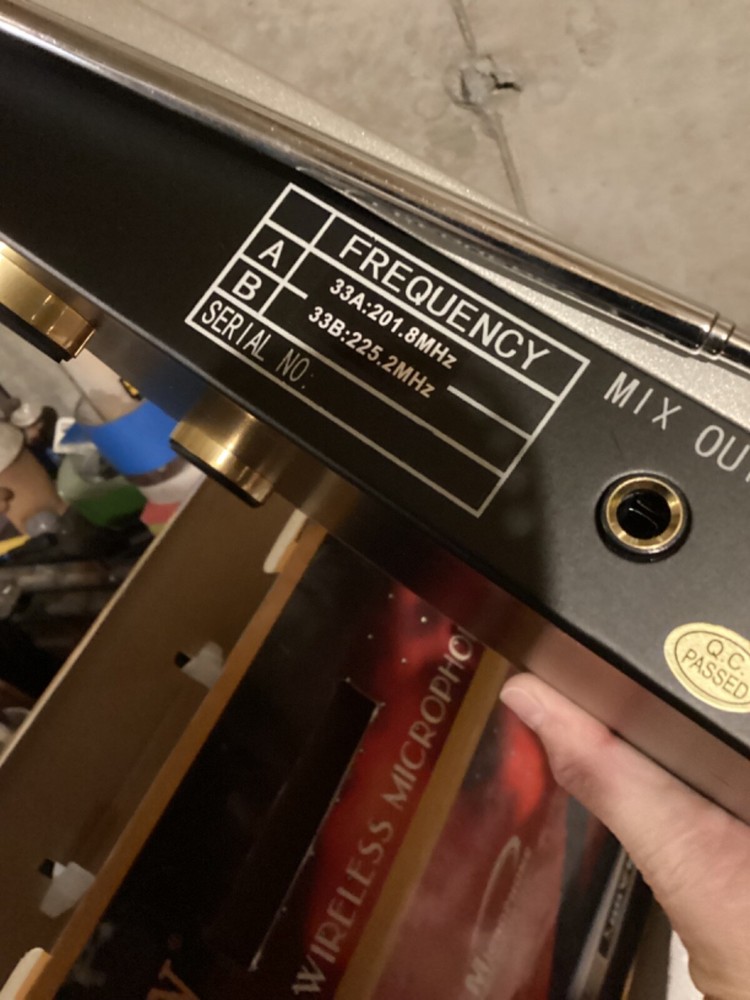 FREQUENCY
A 33A:201.8MHz
B 33B:225.2MHz
SERIAL NO:
MIX OUT
Q.C.
PASSED
WIRELESS MICROPHO